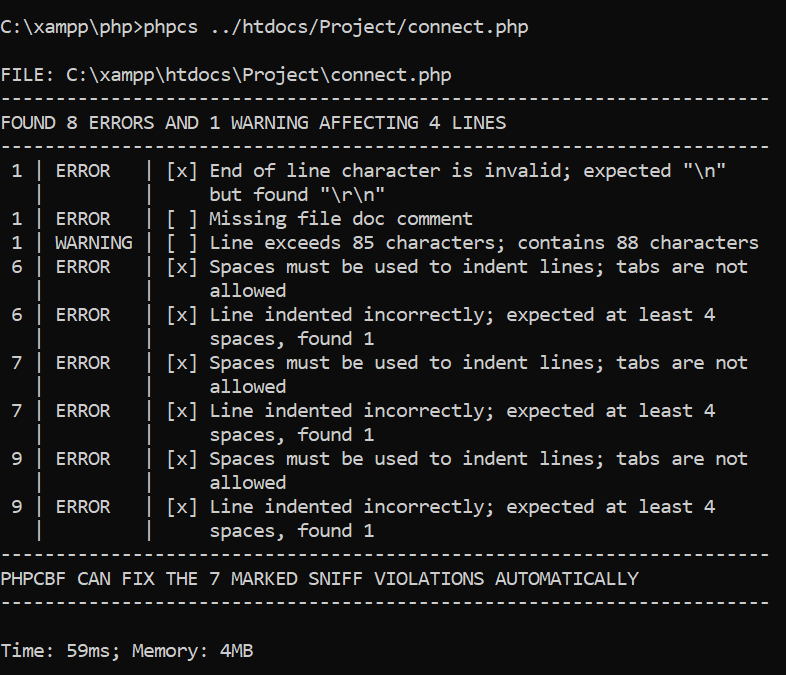 C:\xampp\php>phpcs ../htdocs/Project/connect.php
FILE: C:\xampp\htdocs\Project\connect.php
----------------------------------------------------------------------
FOUND 8 ERRORS AND 1 WARNING AFFECTING 4 LINES
----------------------------------------------------------------------
 1 | ERROR   | [x] End of line character is invalid; expected "\n"
   |         |     but found "\r\n"
 1 | ERROR   | [ ] Missing file doc comment
 1 | WARNING | [ ] Line exceeds 85 characters; contains 88 characters
 6 | ERROR   | [x] Spaces must be used to indent lines; tabs are not
   |         |     allowed
 6 | ERROR   | [x] Line indented incorrectly; expected at least 4
   |         |     spaces, found 1
 7 | ERROR   | [x] Spaces must be used to indent lines; tabs are not
   |         |     allowed
 7 | ERROR   | [x] Line indented incorrectly; expected at least 4
   |         |     spaces, found 1
 9 | ERROR   | [x] Spaces must be used to indent lines; tabs are not
   |         |     allowed
 9 | ERROR   | [x] Line indented incorrectly; expected at least 4
   |         |     spaces, found 1
----------------------------------------------------------------------
PHPCBF CAN FIX THE 7 MARKED SNIFF VIOLATIONS AUTOMATICALLY
----------------------------------------------------------------------
Time: 59ms; Memory: 4MB